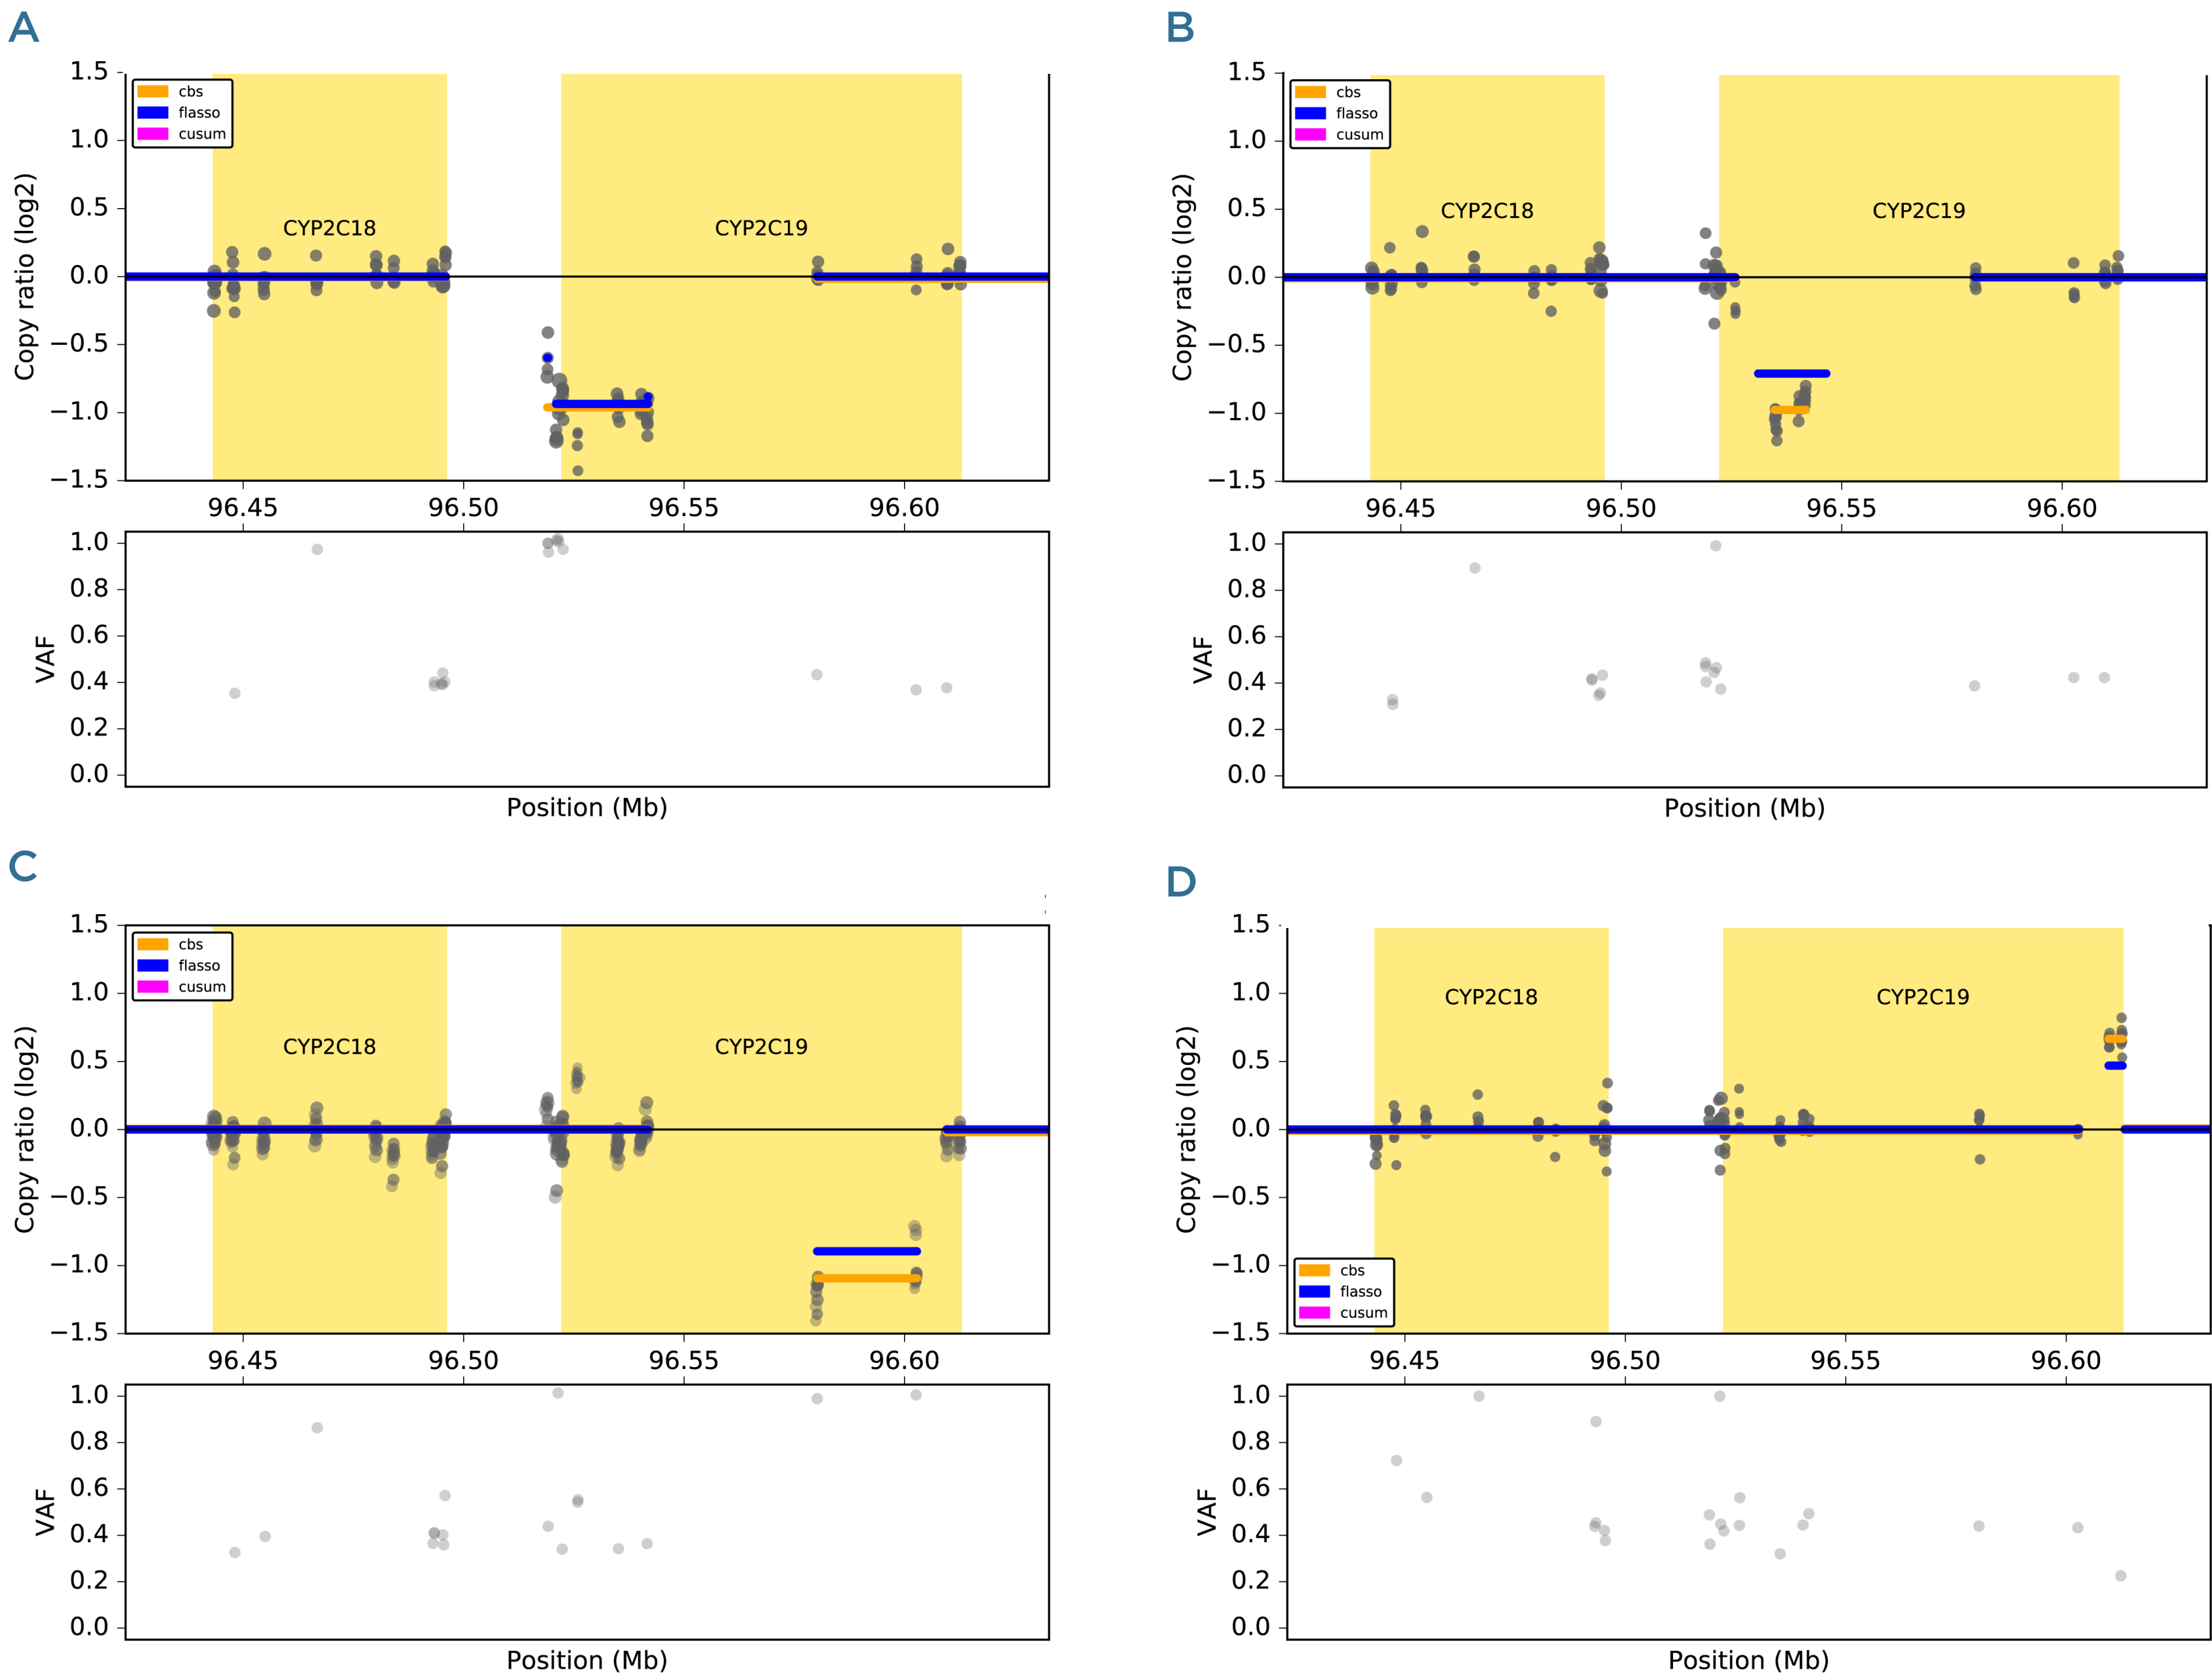 A
1.5
1.0
0.5
0.0
−0.5
−1.0
−1.5
Copy ratio (log2)
cbs
flasso
cusum
CYP2C18
CYP2C19
96.45
96.50
96.55
96.60
1.0
0.8
0.6
0.4
0.2
0.0
VAF
Position (Mb)
B
1.5
1.0
0.5
0.0
−0.5
−1.0
−1.5
Copy ratio (log2)
cbs
flasso
cusum
CYP2C18
CYP2C19
96.45
96.50
96.55
96.60
1.0
0.8
0.6
0.4
0.2
0.0
VAF
Position (Mb)
C
1.5
1.0
0.5
0.0
−0.5
−1.0
−1.5
Copy ratio (log2)
cbs
flasso
cusum
CYP2C18
CYP2C19
96.45
96.50
96.55
96.60
1.0
0.8
0.6
0.4
0.2
0.0
VAF
Position (Mb)
D
1.5
1.0
0.5
0.0
−0.5
−1.0
−1.5
Copy ratio (log2)
CYP2C18
CYP2C19
cbs
flasso
cusum
96.45
96.50
96.55
96.60
1.0
0.8
0.6
0.4
0.2
0.0
VAF
Position (Mb)